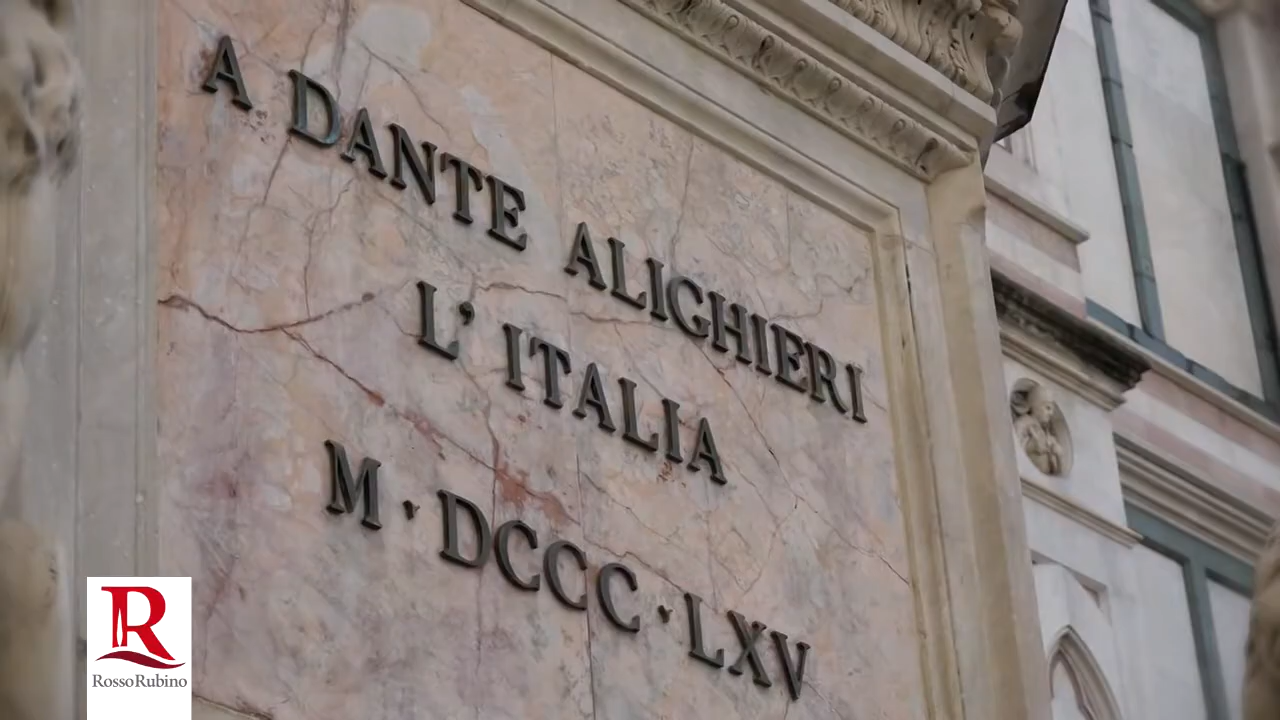 A DANTE ALIGHIERI
L' ITALIA
M · DCCC · LXV
R
RossoRubino